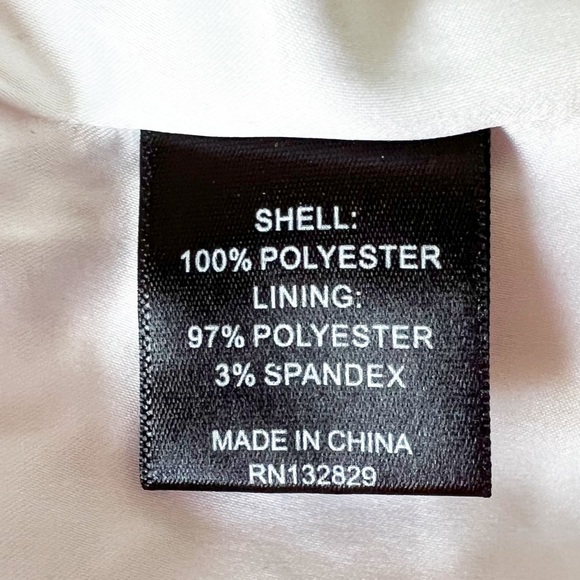 SHELL:
100% POLYESTER
LINING:
97% POLYESTER
3% SPANDEX
MADE IN CHINA
RN132829